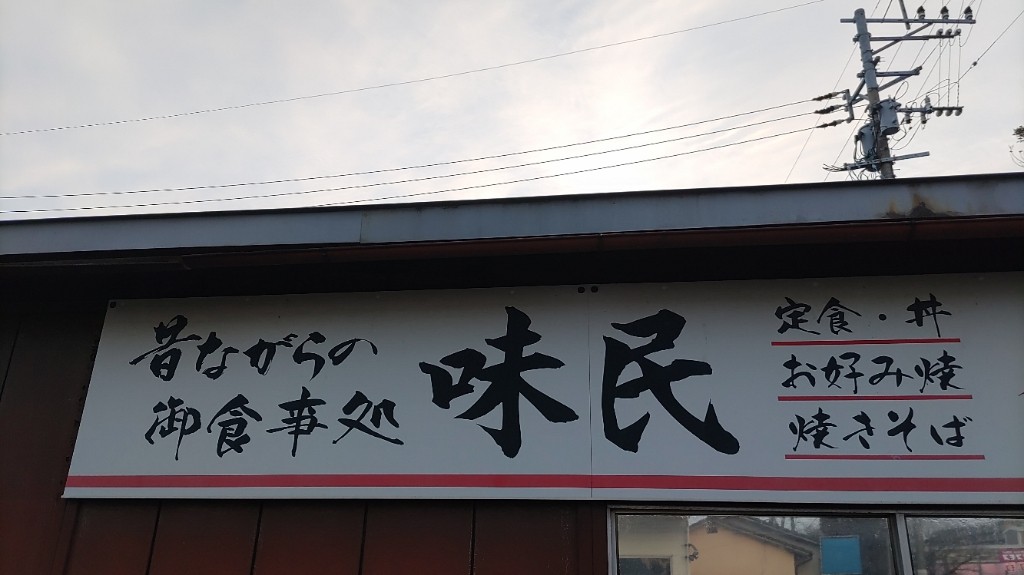 昔ながらの
御食事処
味民
定食・丼
お好み焼
焼きそば